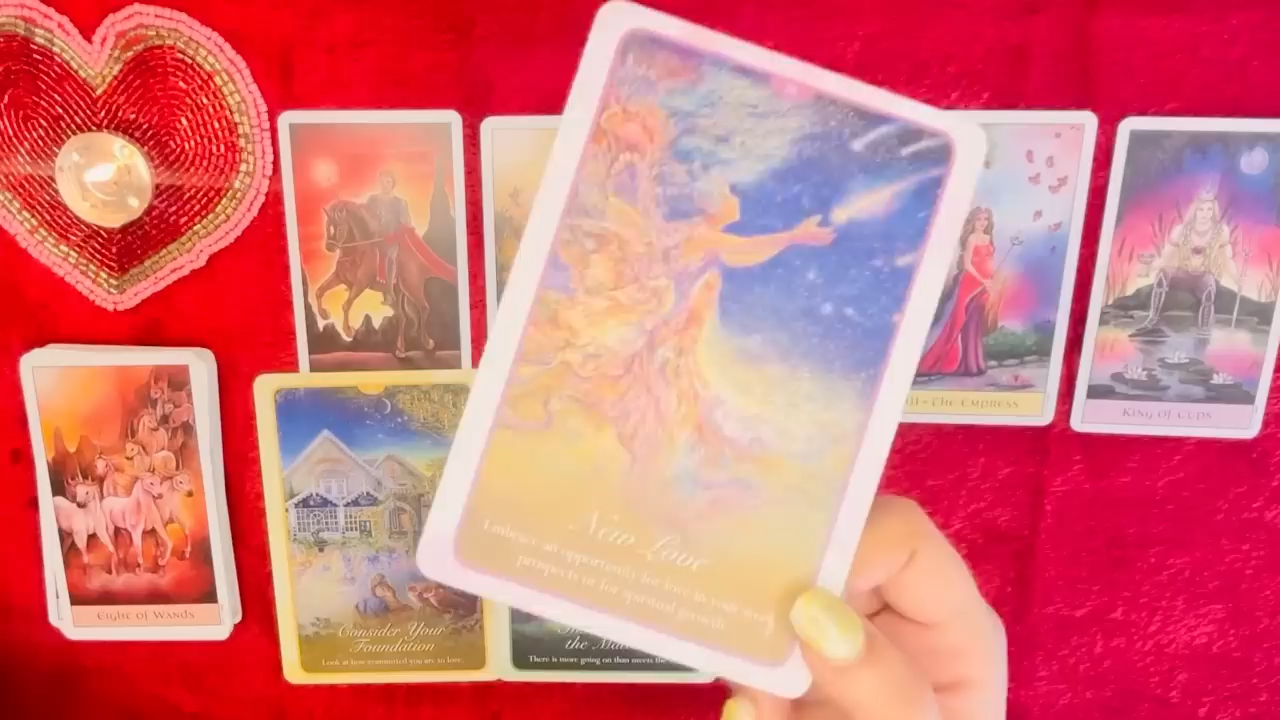 III - The Empress
King of Cups
New Love
Embrace an opportunity for love in your
prospects or for spiritual growth.
Eight of Wands
Consider Your
Foundation
Look at how committed you are to love.
the
There is more going on than meets the